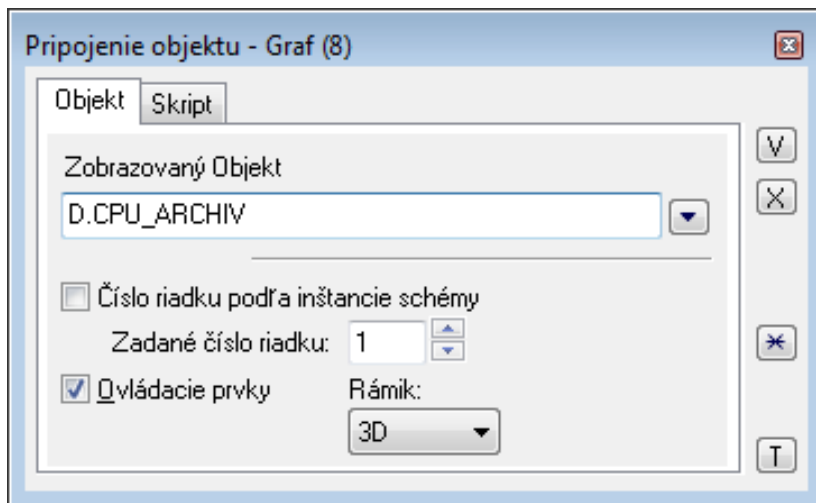 Pripojenie objektu - Graf (8)
Objekt Skript
Zobrazovaný Objekt
D.CPU_ARCHIV
Číslo riadku podľa inštancie schémy
Zadané číslo riadku: 1
Ovládacie prvky Rámik:
3D
V
X
T